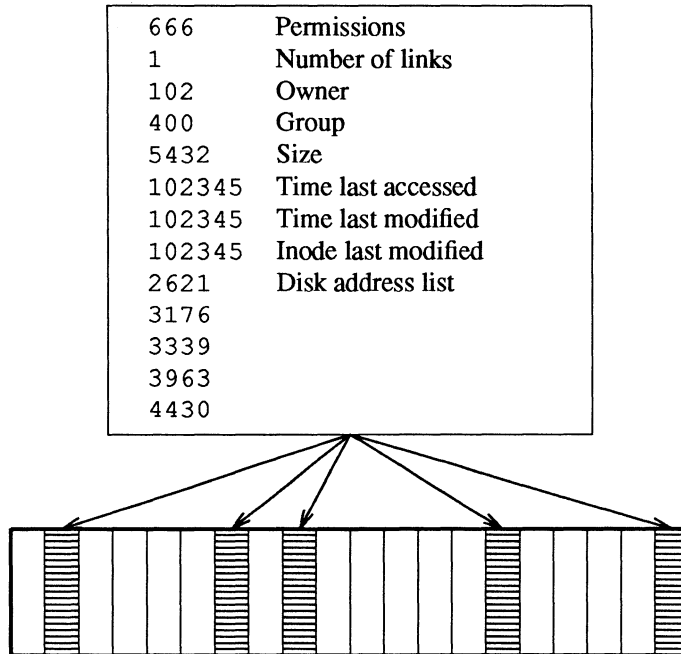 666 Permissions
1 Number of links
102 Owner
400 Group
5432 Size
102345 Time last accessed
102345 Time last modified
102345 Inode last modified
2621 Disk address list
3176
3339
3963
4430